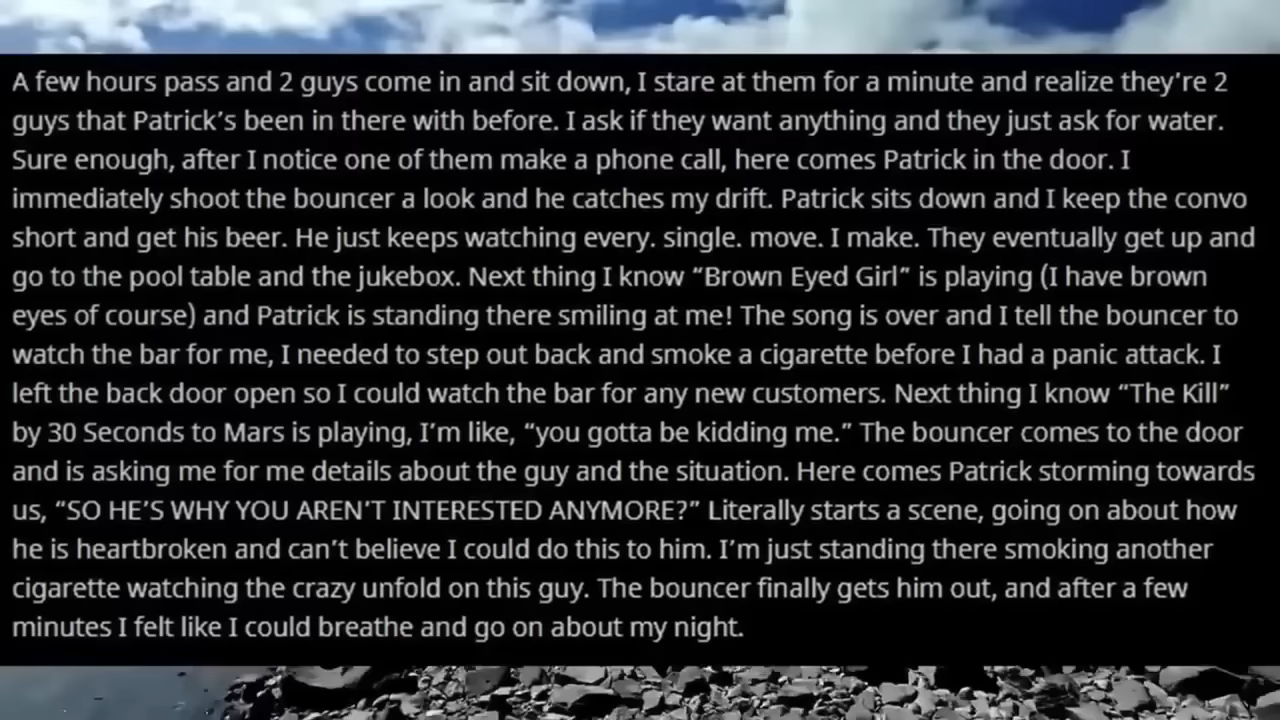 A few hours pass and 2 guys come in and sit down, I stare at them for a minute and realize they're 2
guys that Patrick's been in there with before. I ask if they want anything and they just ask for water.
Sure enough, after I notice one of them make a phone call, here comes Patrick in the door. I
immediately shoot the bouncer a look and he catches my drift. Patrick sits down and I keep the convo
short and get his beer. He just keeps watching every. single. move. I make. They eventually get up and
go to the pool table and the jukebox. Next thing I know “Brown Eyed Girl” is playing (I have brown
eyes of course) and Patrick is standing there smiling at me! The song is over and I tell the bouncer to
watch the bar for me, I needed to step out back and smoke a cigarette before I had a panic attack. I
left the back door open so I could watch the bar for any new customers. Next thing I know “The Kill”
by 30 Seconds to Mars is playing, I'm like, “you gotta be kidding me.” The bouncer comes to the door
and is asking me for me details about the guy and the situation. Here comes Patrick storming towards
us, “SO HE'S WHY YOU AREN'T INTERESTED ANYMORE?” Literally starts a scene, going on about how
he is heartbroken and can't believe I could do this to him. I'm just standing there smoking another
cigarette watching the crazy unfold on this guy. The bouncer finally gets him out, and after a few
minutes I felt like I could breathe and go on about my night.